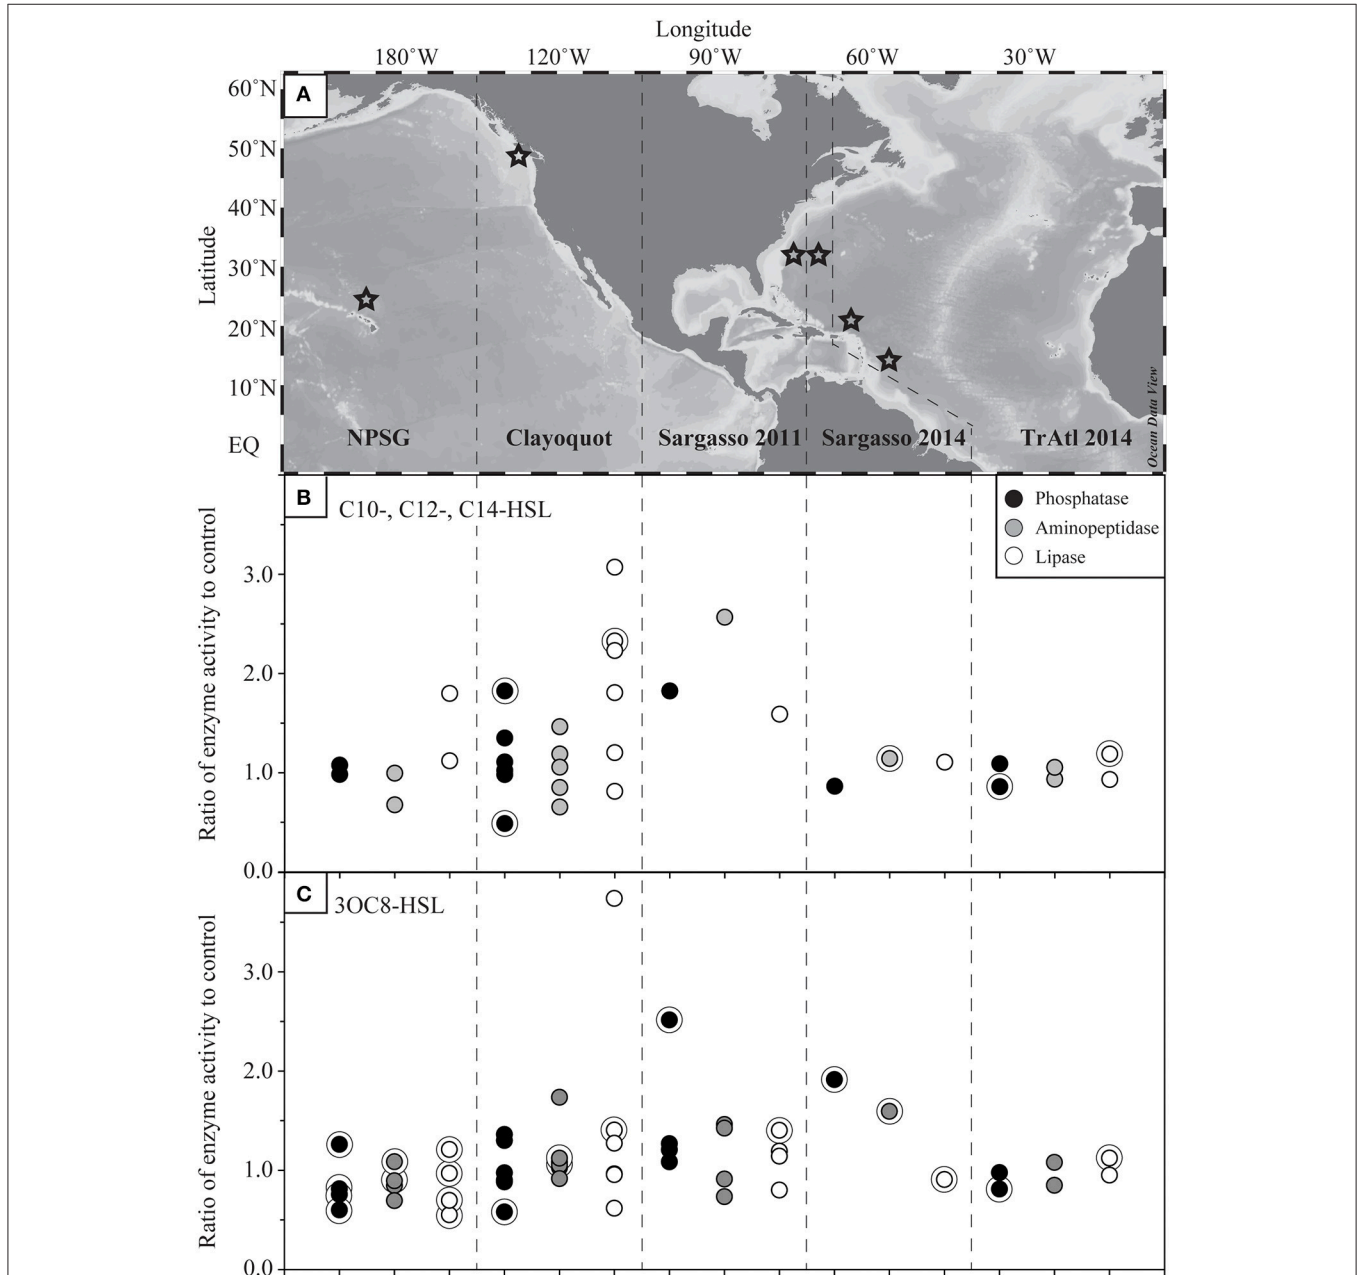 Longitude
180°W 120°W 90°W 60°W 30°W
A
Latitude
60°N
50°N
40°N
30°N
20°N
10°N
EQ
NPSG Clayoquot Sargasso 2011 Sargasso 2014 TrAtl 2014
Ocean Data View
B
C10-, C12-, C14-HSL
Phosphatase
Aminopeptidase
Lipase
Ratio of enzyme activity to control
3.0
2.0
1.0
0.0
C
3OC8-HSL
Ratio of enzyme activity to control
3.0
2.0
1.0
0.0